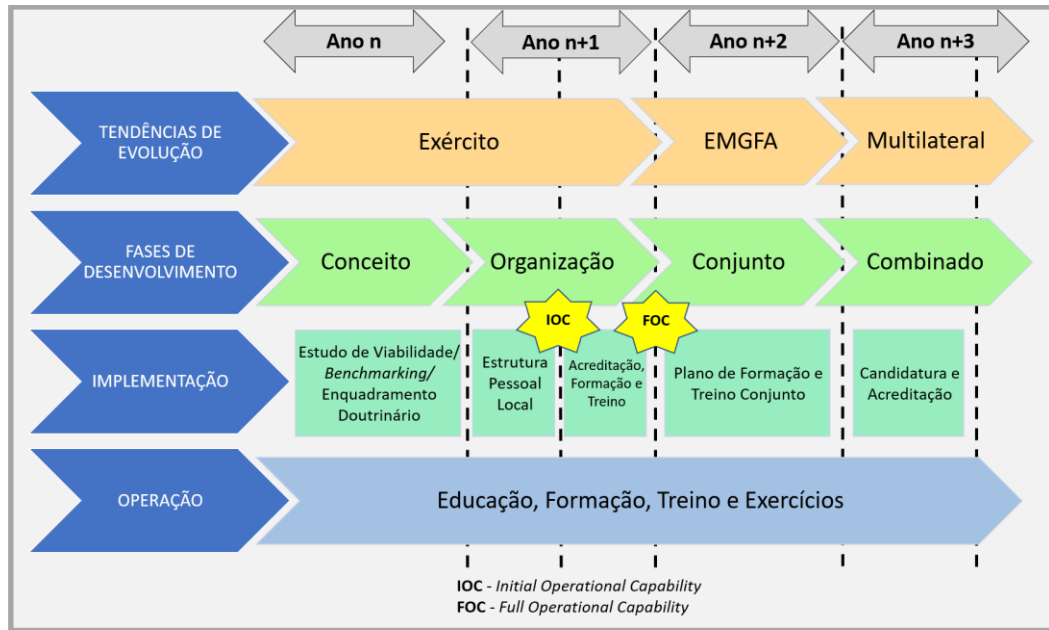 Ano n
Ano n+1
Ano n+2
Ano n+3
TENDÊNCIAS DE
EVOLUÇÃO
Exército
EMGFA
Multilateral
FASES DE
DESENVOLVIMENTO
Conceito
Organização
Conjunto
Combinado
IOC
FOC
IMPLEMENTAÇÃO
Estudo de Viabilidade/
Benchmarking/
Enquadramento
Doutrinário
Estrutura
Pessoal
Local
Acreditação,
Formação e
Treino
Plano de Formação e
Treino Conjunto
Candidatura e
Acreditação
OPERAÇÃO
Educação, Formação, Treino e Exercícios
IOC - Initial Operational Capability
FOC - Full Operational Capability